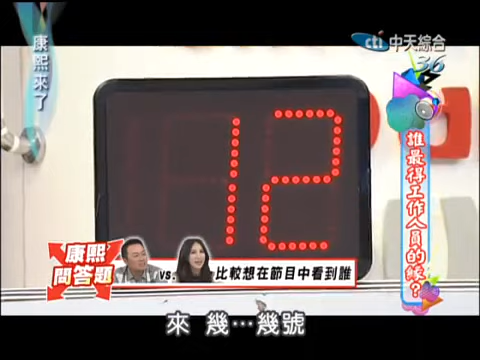 康熙來了
cti 中天綜合
36
12
誰最得工作人員的緣?
康熙
問答題
vs.
比較想在節目中看到誰
來 幾…幾號